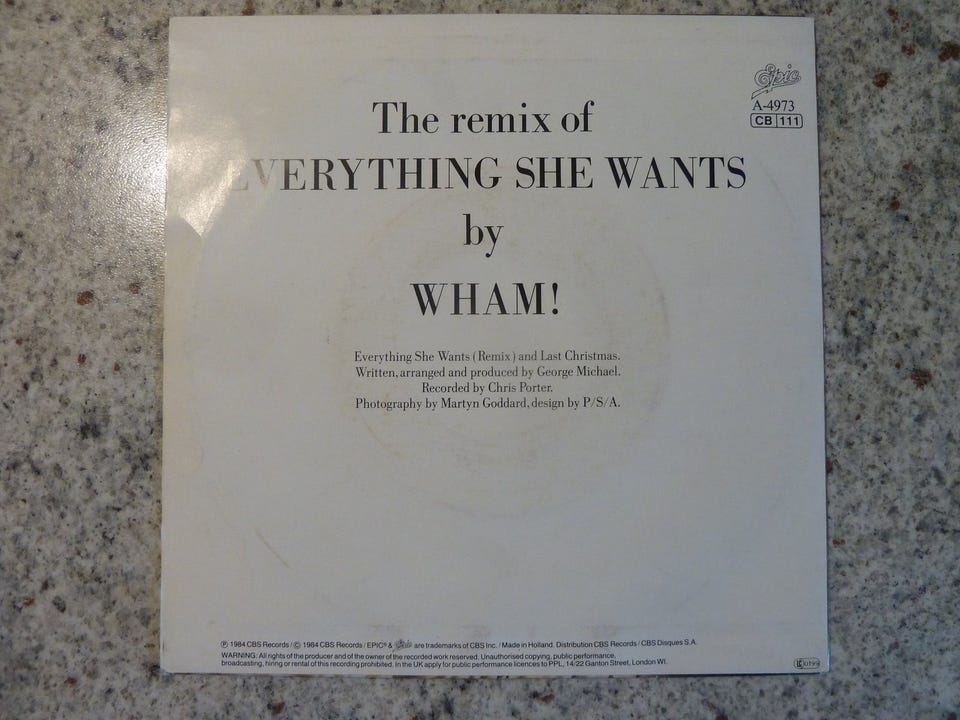 Epic
A-4973
CB 111
The remix of
EVERYTHING SHE WANTS
by
WHAM!
Everything She Wants (Remix) and Last Christmas.
Written, arranged and produced by George Michael.
Recorded by Chris Porter.
Photography by Martyn Goddard, design by P/S/A.
Ⓟ 1984 CBS Records / © 1984 CBS Records / EPIC® & Epic are trademarks of CBS Inc. / Made in Holland. Distribution CBS Records / CBS Disques S.A.
WARNING: All rights of the producer and of the owner of the recorded work reserved. Unauthorised copying, public performance,
broadcasting, hiring or rental of this recording prohibited. In the UK apply for public performance licences to PPL, 14/22 Ganton Street, London WI.